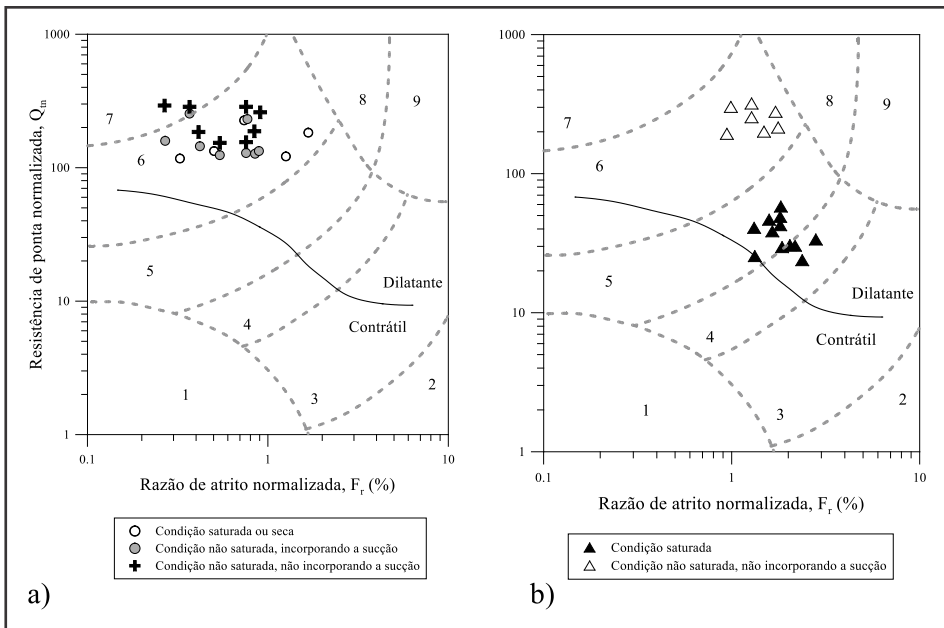 1000
100
10
1
0.1
1
10
Resistência de ponta normalizada, Qtn
Razão de atrito normalizada, Fr (%)
7
8
9
6
5
4
Dilatante
Contrátil
1
3
2
Condição saturada ou seca
Condição não saturada, incorporando a sucção
Condição não saturada, não incorporando a sucção
a)
1000
100
10
1
0.1
1
10
Razão de atrito normalizada, Fr (%)
7
8
9
6
5
4
Dilatante
Contrátil
1
3
2
Condição saturada
Condição não saturada, não incorporando a sucção
b)